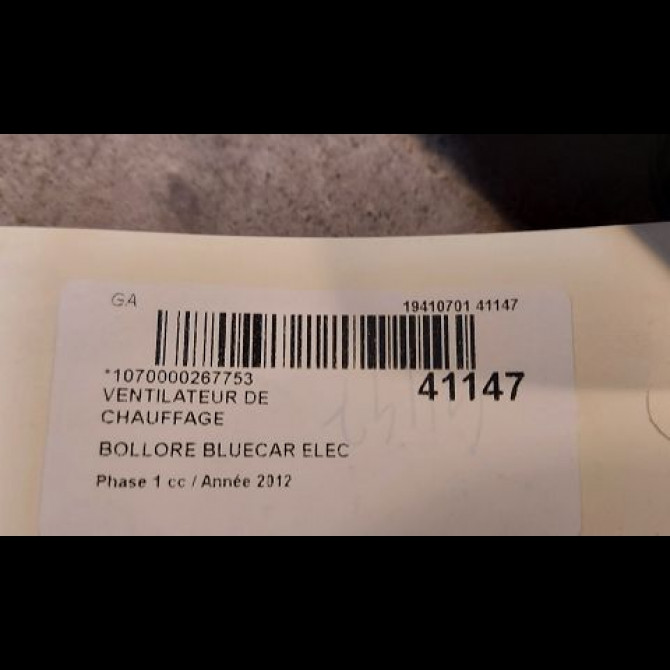 GA
19410701 41147
*1070000267753
41147
VENTILATEUR DE
CHAUFFAGE
BOLLORE BLUECAR ELEC
Phase 1 cc / Année 2012